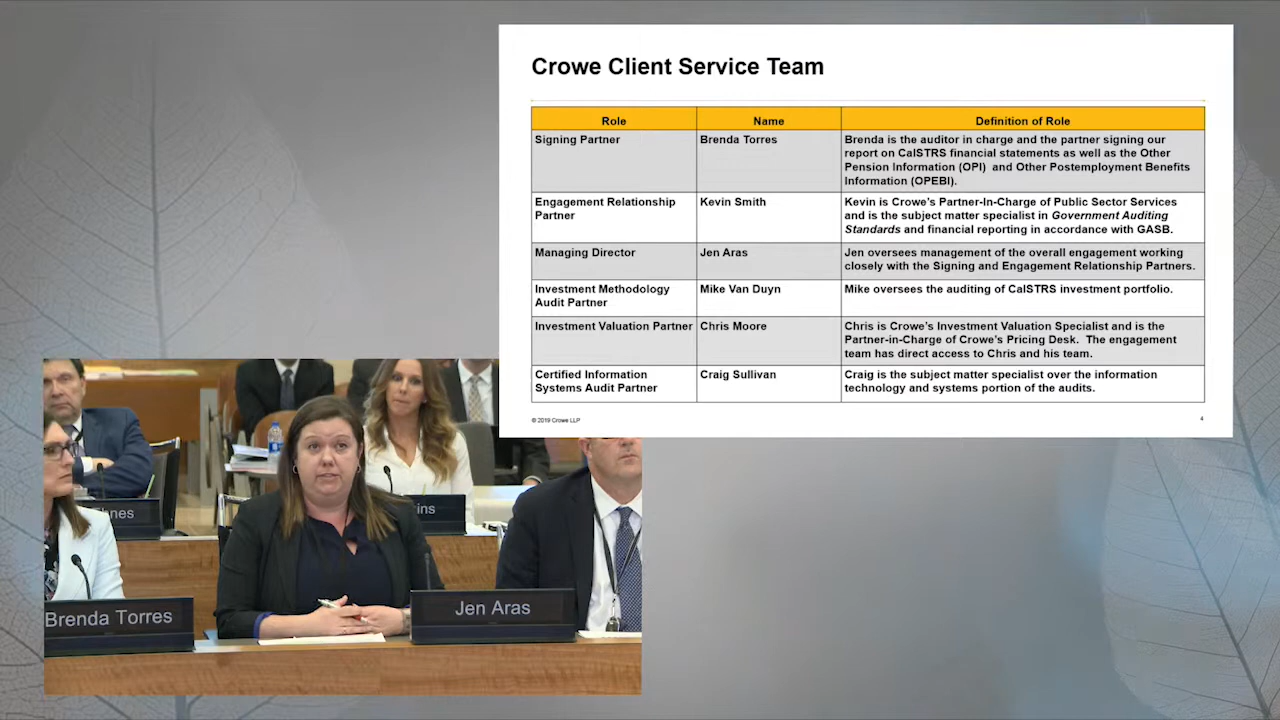 Crowe Client Service Team
Role Name Definition of Role
Signing Partner Brenda Torres Brenda is the auditor in charge and the partner signing our
report on CalSTRS financial statements as well as the Other
Pension Information (OPI) and Other Postemployment Benefits
Information (OPEBI).
Engagement Relationship Kevin Smith Kevin is Crowe's Partner-In-Charge of Public Sector Services
Partner and is the subject matter specialist in Government Auditing
Standards and financial reporting in accordance with GASB.
Managing Director Jen Aras Jen oversees management of the overall engagement working
closely with the Signing and Engagement Relationship Partners.
Investment Methodology Mike Van Duyn Mike oversees the auditing of CalSTRS investment portfolio.
Audit Partner
Investment Valuation Partner Chris Moore Chris is Crowe's Investment Valuation Specialist and is the
Partner-in-Charge of Crowe's Pricing Desk. The engagement
team has direct access to Chris and his team.
Certified Information Craig Sullivan Craig is the subject matter specialist over the information
Systems Audit Partner technology and systems portion of the audits.
© 2019 Crowe LLP 4
Brenda Torres
Jen Aras